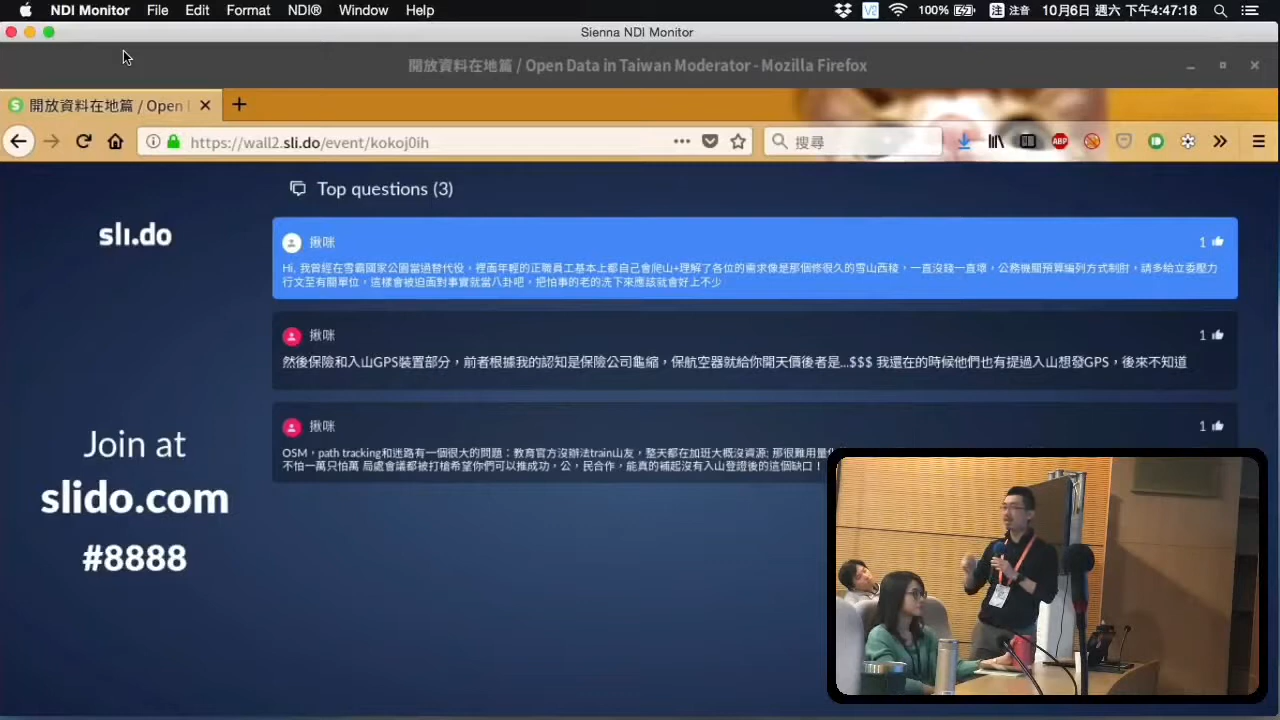 NDI Monitor File Edit Format NDI® Window Help 100% 注音 10月6日 週六 下午4:47:18
Sienna NDI Monitor
開放資料在地篇 / Open Data in Taiwan Moderator - Mozilla Firefox
開放資料在地篇 / Open
https://wall2.sli.do/event/kokoj0ih 搜尋 ABP
Top questions (3)
sli.do
揪咪 1
Hi, 我曾經在雪霸國家公園當過替代役，裡面年輕的正職員工基本上都自己會爬山+理解了各位的需求像是那個修很久的雪山西稜，一直沒錢一直壞，公務機關預算編列方式制肘，請多給立委壓力
行文至有關單位，這樣會被迫面對事實就當八卦吧，把怕事的老的洗下來應該就會好上不少
揪咪 1
然後保險和入山GPS裝置部分，前者根據我的認知是保險公司龜縮，保航空器就給你開天價後者是...$$$ 我還在的時候他們也有提過入山想發GPS，後來不知道
揪咪 1
OSM，path tracking和迷路有一個很大的問題：教育官方沒辦法train山友，整天都在加班大概沒資源; 那很難用量
不怕一萬只怕萬 局處會議都被打槍希望你們可以推成功，公，民合作，能真的補起沒有入山登證後的這個缺口！
Join at
slido.com
#8888